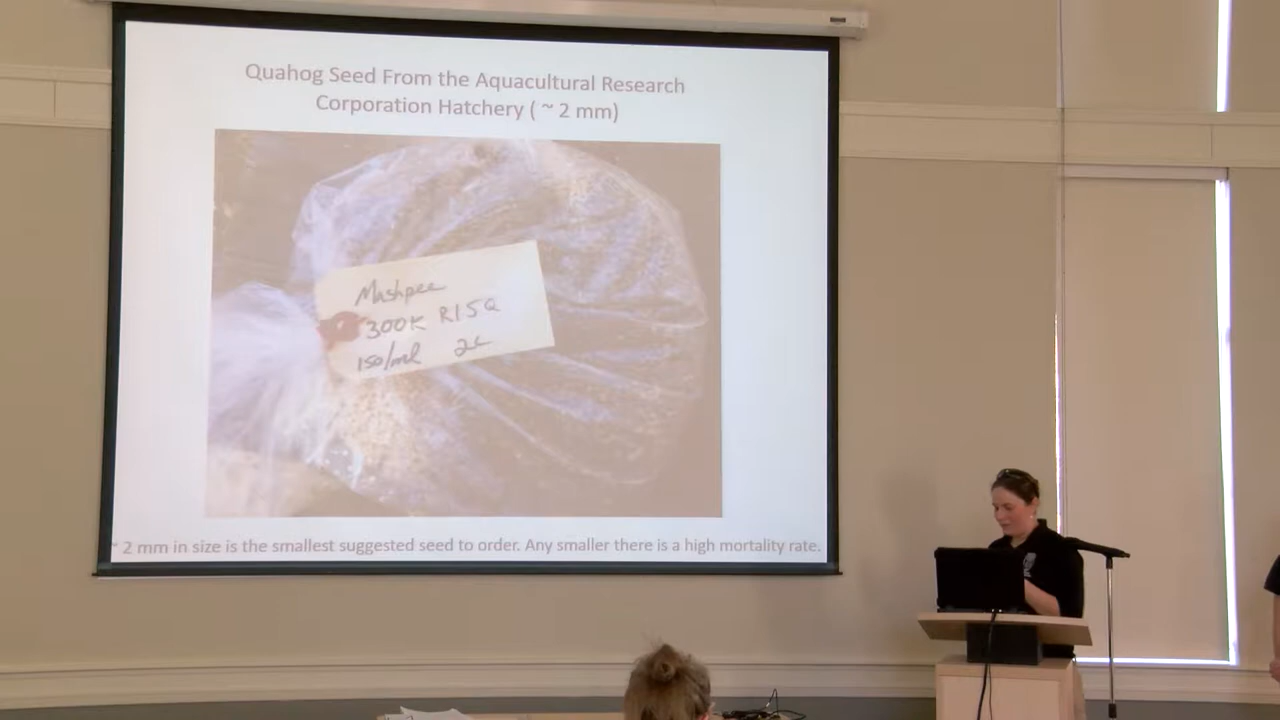 Quahog Seed From the Aquacultural Research
Corporation Hatchery ( ~ 2 mm)
Mashpee
300K R15Q
150/ml 2c
* 2 mm in size is the smallest suggested seed to order. Any smaller there is a high mortality rate.